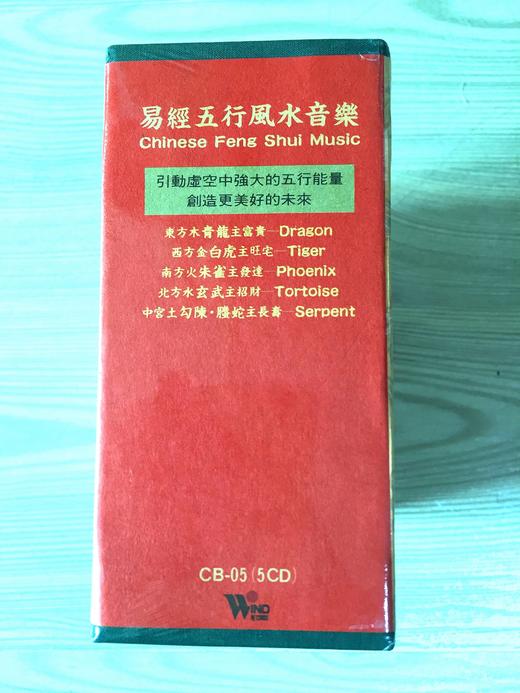 易經五行風水音樂
Chinese Feng Shui Music
引動虛空中強大的五行能量
創造更美好的未來
東方木青龍主富貴─Dragon
西方金白虎主旺宅─Tiger
南方火朱雀主發達─Phoenix
北方水玄武主招財─Tortoise
中宮土勾陳・螣蛇主長壽─Serpent
CB-05(5CD)
WIND
RECORDS